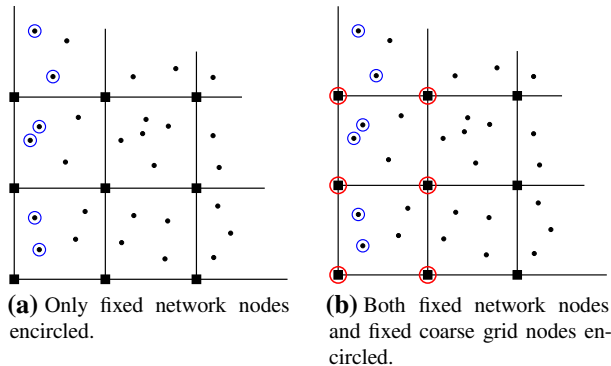 (a) Only fixed network nodes
encircled.
(b) Both fixed network nodes
and fixed coarse grid nodes en-
circled.